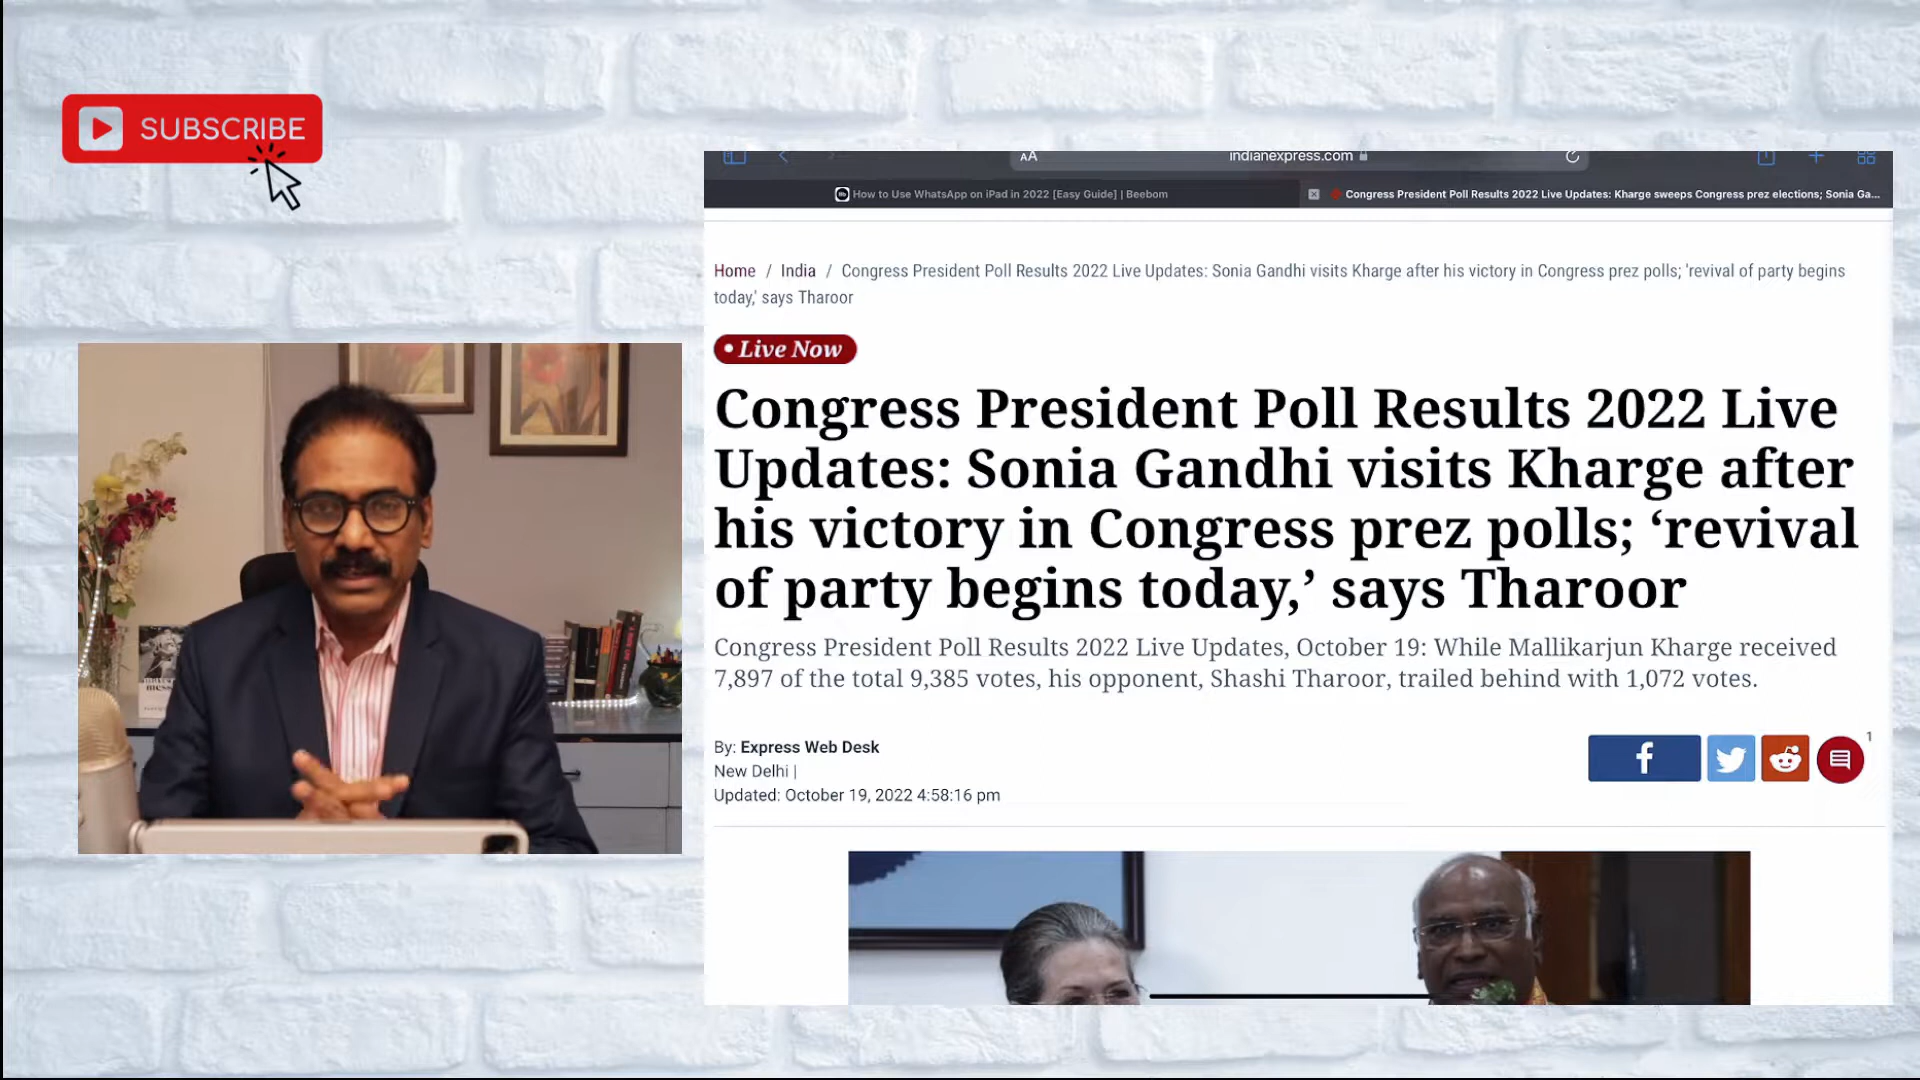 SUBSCRIBE
AA
indianexpress.com
How to Use WhatsApp on iPad in 2022 [Easy Guide] | Beebom
Congress President Poll Results 2022 Live Updates: Kharge sweeps Congress prez elections; Sonia Ga...
Home / India / Congress President Poll Results 2022 Live Updates: Sonia Gandhi visits Kharge after his victory in Congress prez polls; 'revival of party begins
today,' says Tharoor
• Live Now
Congress President Poll Results 2022 Live
Updates: Sonia Gandhi visits Kharge after
his victory in Congress prez polls; ‘revival
of party begins today,’ says Tharoor
Congress President Poll Results 2022 Live Updates, October 19: While Mallikarjun Kharge received
7,897 of the total 9,385 votes, his opponent, Shashi Tharoor, trailed behind with 1,072 votes.
By: Express Web Desk
New Delhi |
Updated: October 19, 2022 4:58:16 pm
1